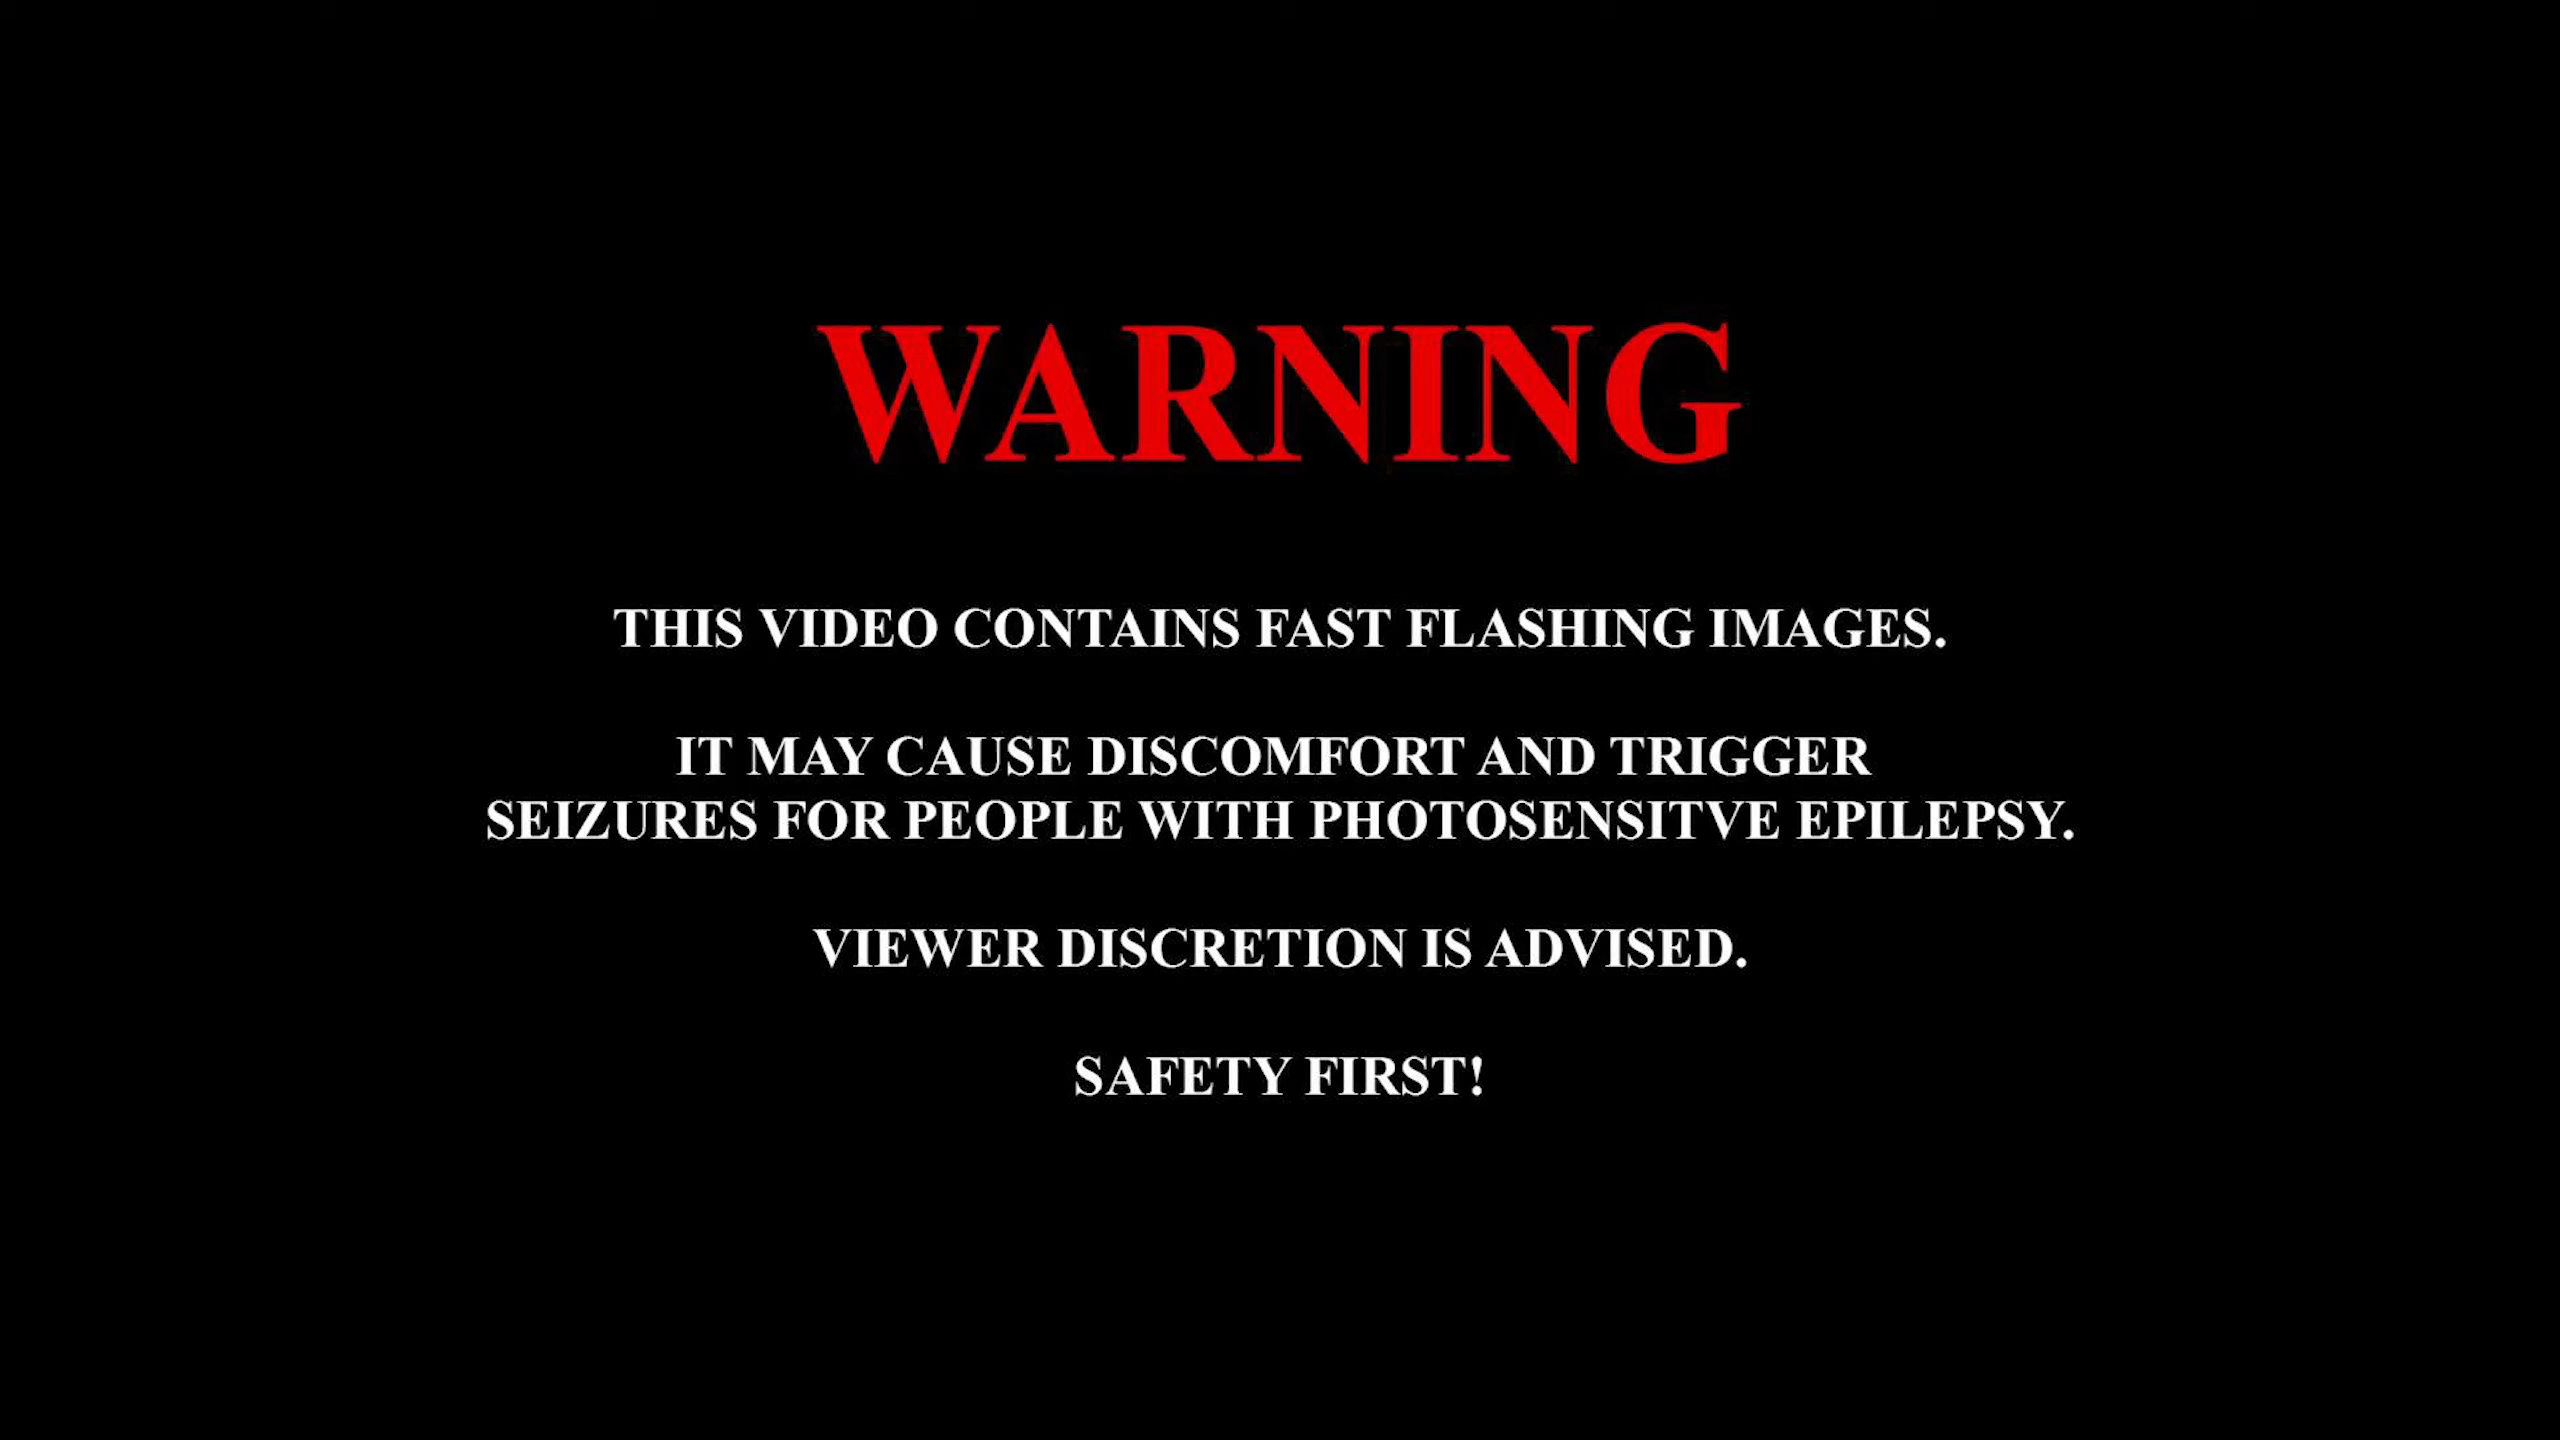 WARNING
THIS VIDEO CONTAINS FAST FLASHING IMAGES.
IT MAY CAUSE DISCOMFORT AND TRIGGER
SEIZURES FOR PEOPLE WITH PHOTOSENSITVE EPILEPSY.
VIEWER DISCRETION IS ADVISED.
SAFETY FIRST!